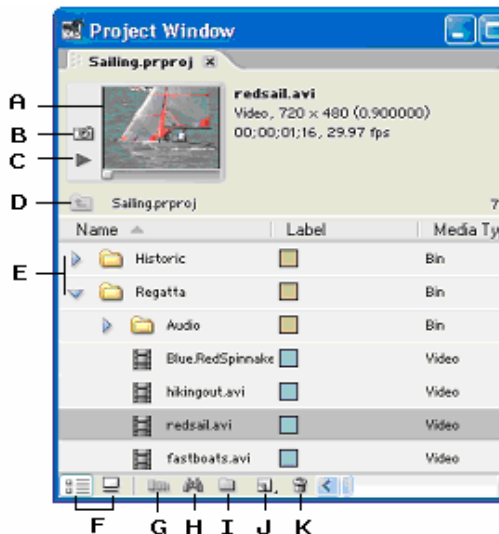 Project Window
Sailing.prproj
A
redsail.avi
Video, 720 × 480 (0.900000)
B
00;00;01;16, 29.97 fps
C
D
Sailing.prproj
7
Name Label Media Ty
E
Historic Bin
Regatta Bin
Audio Bin
Blue.RedSpinnake Video
hikingout.avi Video
redsail.avi Video
fastboats.avi Video
F G H I J K